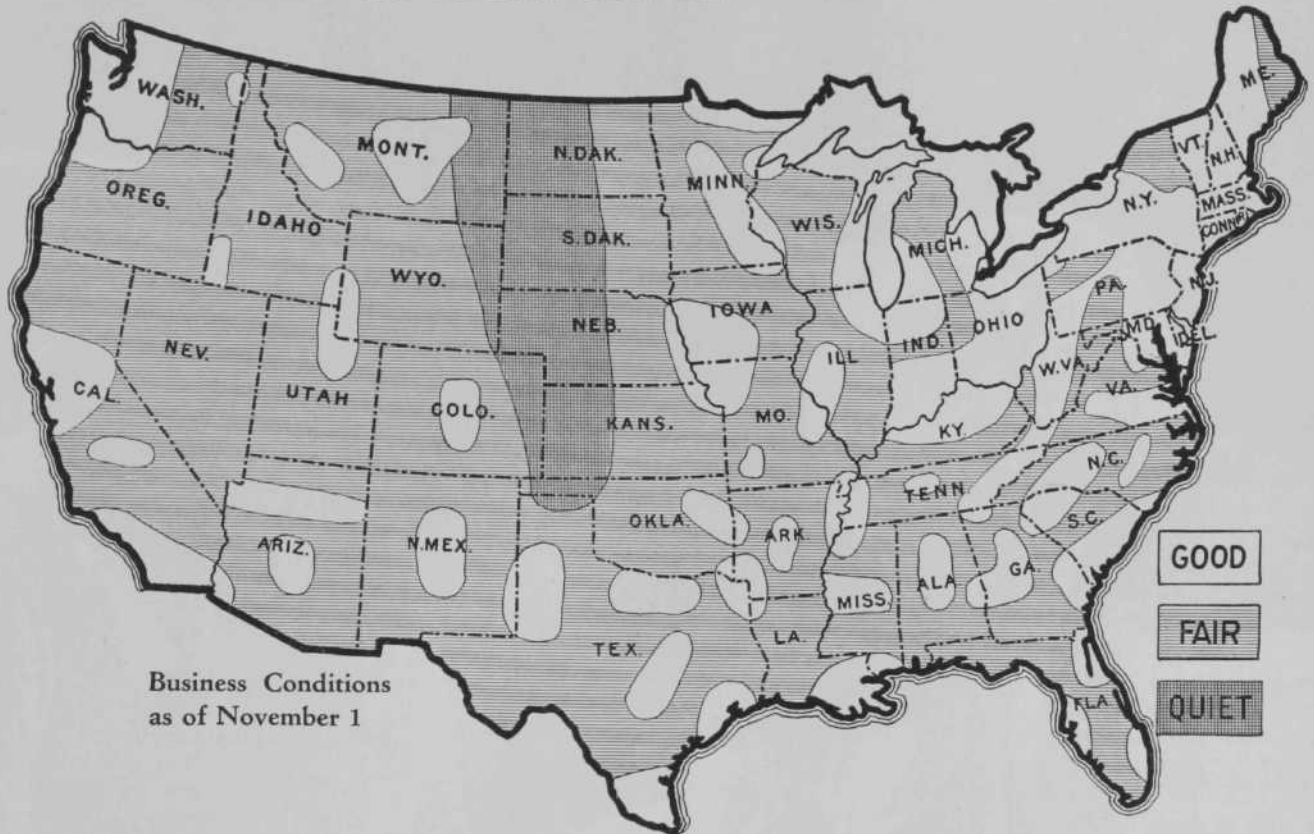 WASH.
MONT.
N.DAK.
MINN.
ME.
VT.
N.H.
OREG.
IDAHO
S.DAK.
WIS.
MICH.
N.Y.
MASS.
CONN.
WYO.
IOWA
PA.
N.J.
NEB.
OHIO
MD.
DEL.
NEV.
ILL
IND.
W.VA.
CAL.
UTAH
COLO.
KANS.
MO.
VA.
KY
N.C.
ARIZ.
N.MEX.
OKLA.
ARK.
TENN
S.C.
MISS.
ALA
GA.
TEX.
LA.
FLA
GOOD
FAIR
QUIET
Business Conditions
as of November 1